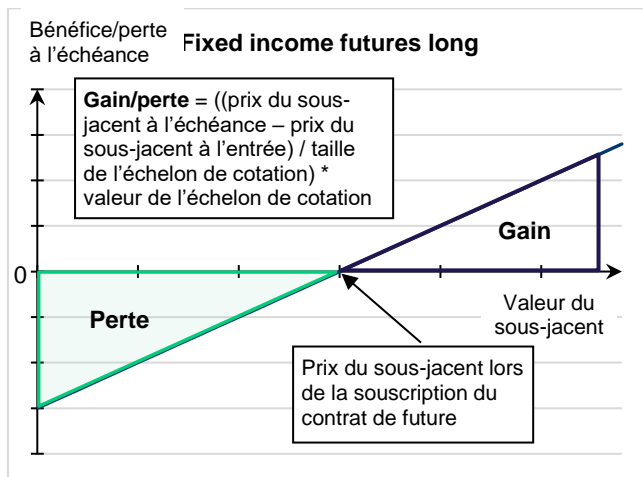 Bénéfice/perte
à l’échéance
Fixed income futures long
Gain/perte = ((prix du sous-
jacent à l’échéance – prix du
sous-jacent à l’entrée) / taille
de l’échelon de cotation) *
valeur de l’échelon de cotation
Gain
0
Perte
Valeur du
sous-jacent
Prix du sous-jacent lors
de la souscription du
contrat de future